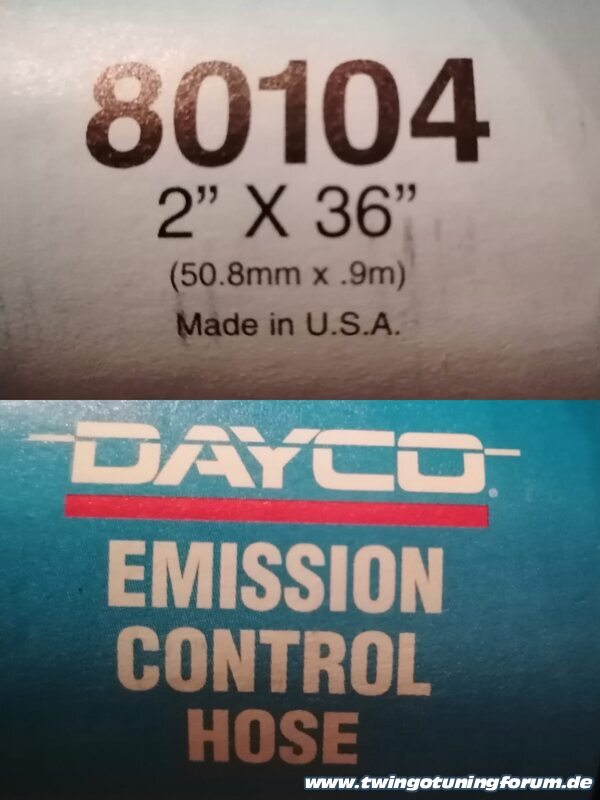 80104
2” X 36”
(50.8mm x .9m)
Made in U.S.A.
DAYCO®
EMISSION
CONTROL
HOSE
www.twingotuningforum.de